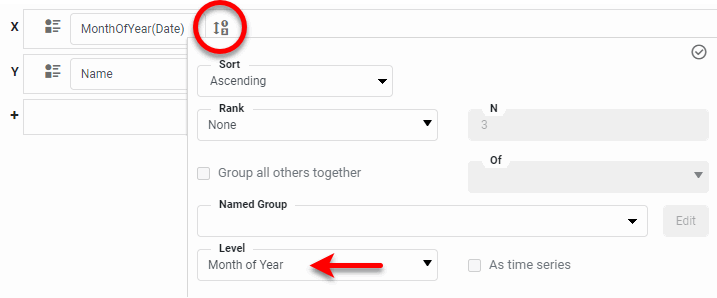 X MonthOfYear(Date)
Y Name
+
Sort
Ascending
Rank
None
N
3
Group all others together
Of
Named Group
Edit
Level
Month of Year
As time series